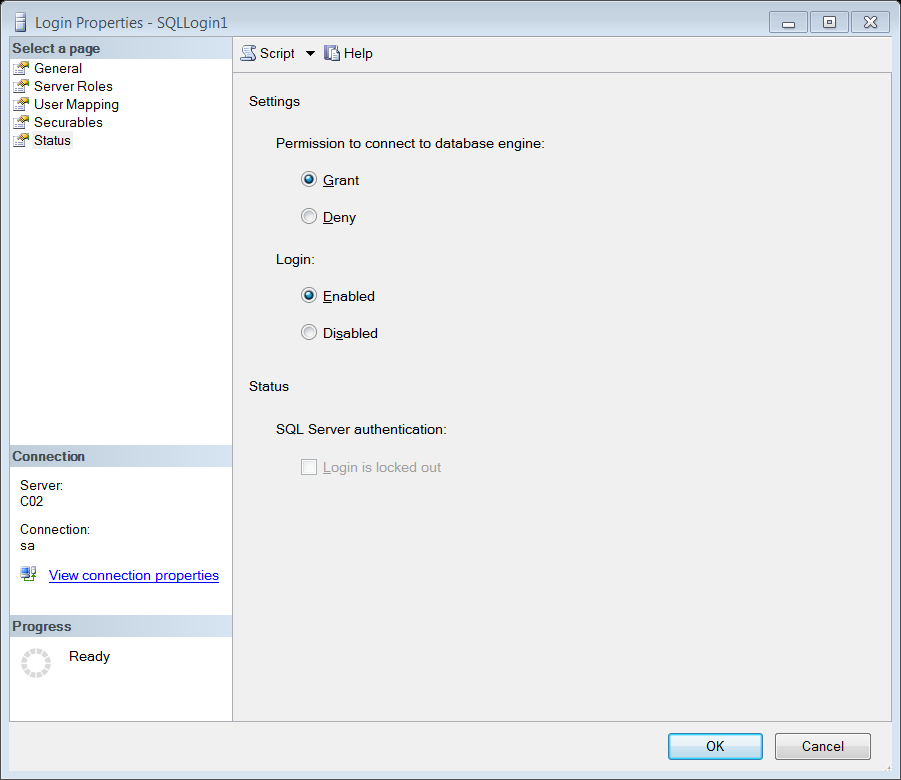 Login Properties - SQLLogin1
Select a page
General
Server Roles
User Mapping
Securables
Status
Script
Help
Settings
Permission to connect to database engine:
Grant
Deny
Login:
Enabled
Disabled
Status
SQL Server authentication:
Login is locked out
Connection
Server:
C02
Connection:
sa
View connection properties
Progress
Ready
OK
Cancel